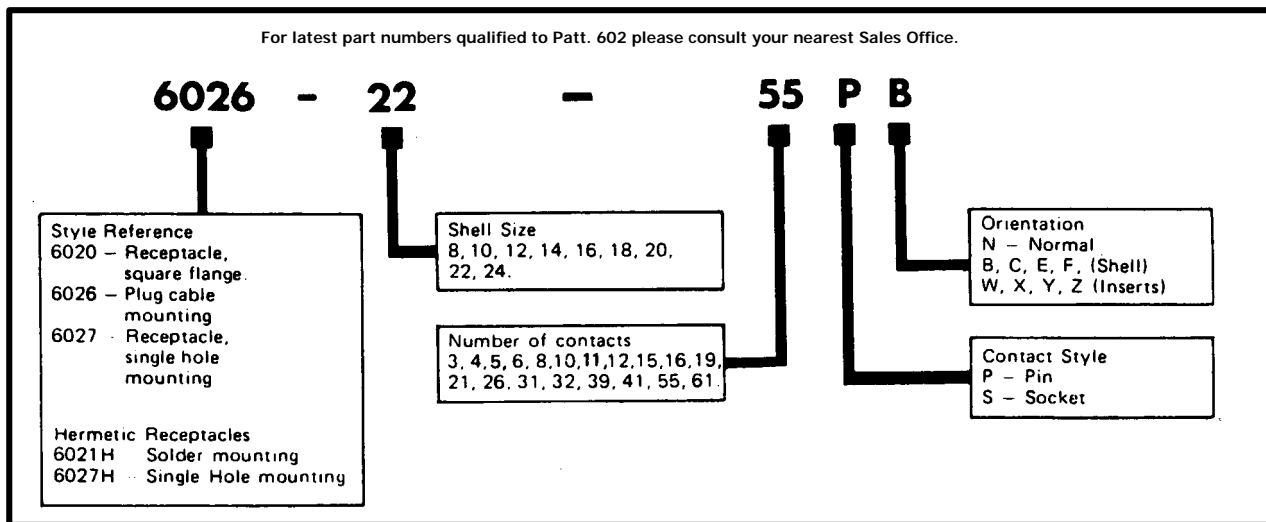 For latest part numbers qualified to Patt. 602 please consult your nearest Sales Office.
6026 - 22 - 55 P B
Style Reference
6020 – Receptacle,
square flange.
6026 – Plug cable
mounting
6027 - Receptacle,
single hole
mounting
Hermetic Receptacles
6021H Solder mounting
6027H - Single Hole mounting
Shell Size
8, 10, 12, 14, 16, 18, 20,
22, 24.
Number of contacts
3, 4, 5, 6, 8, 10, 11, 12, 15, 16, 19,
21, 26. 31, 32, 39, 41, 55, 61.
Orientation
N – Normal
B, C, E, F, (Shell)
W, X, Y, Z (Inserts)
Contact Style
P – Pin
S – Socket